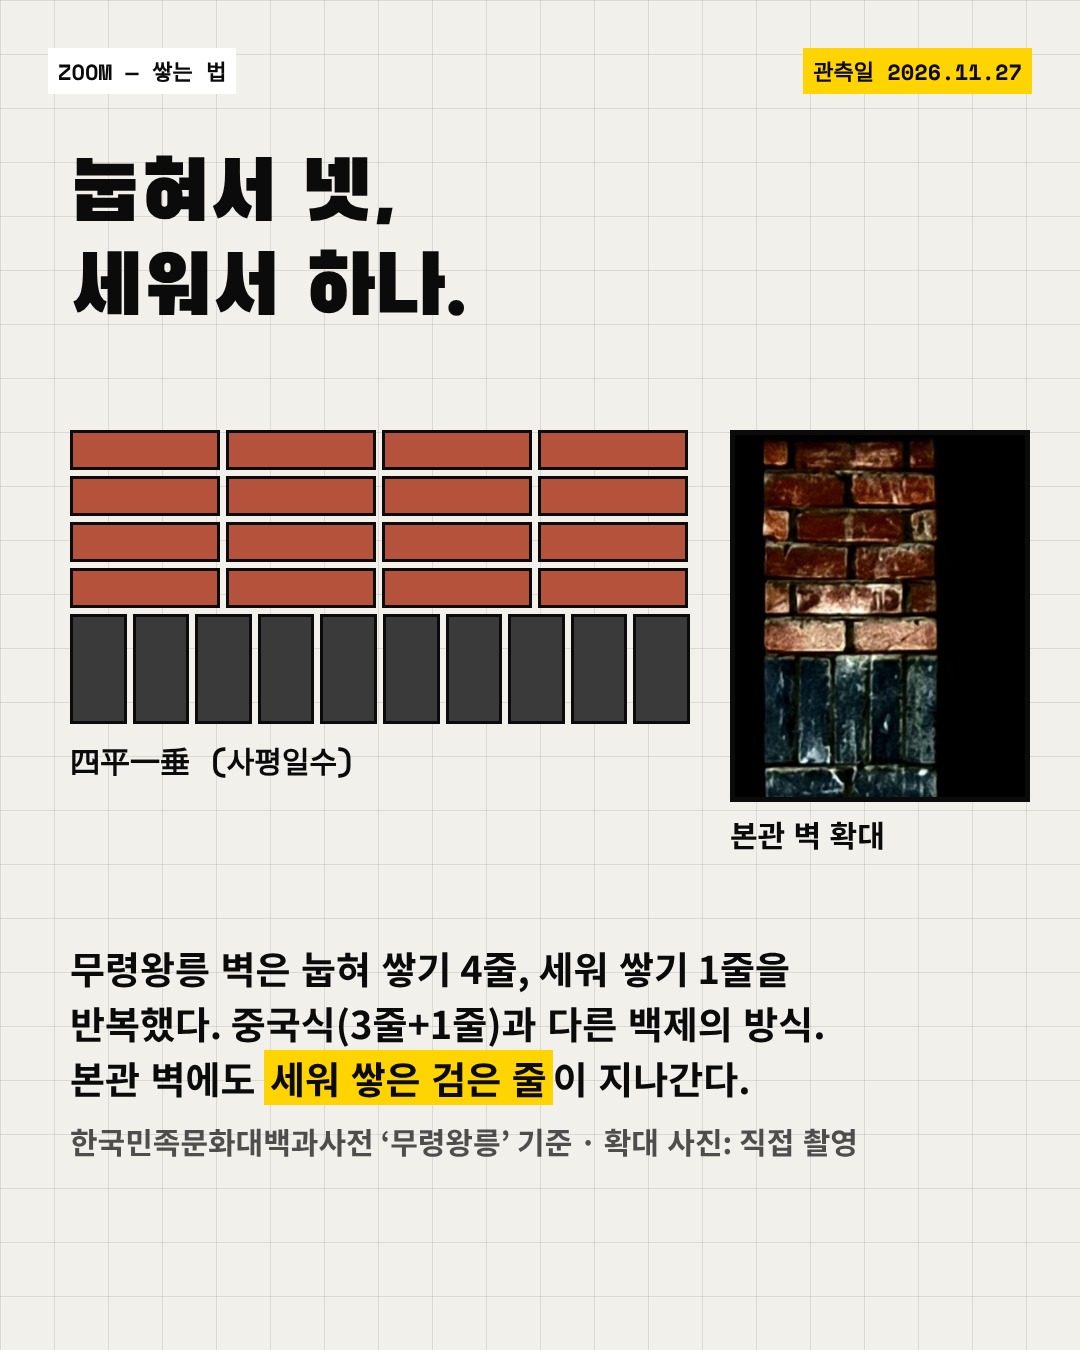 ZOOM — 쌓는 법
관측일 2026.11.27
눕혀서 넷,
세워서 하나.
四平一垂 (사평일수)
본관 벽 확대
무령왕릉 벽은 눕혀 쌓기 4줄, 세워 쌓기 1줄을
반복했다. 중국식(3줄+1줄)과 다른 백제의 방식.
본관 벽에도 세워 쌓은 검은 줄이 지나간다.
한국민족문화대백과사전 ‘무령왕릉’ 기준 · 확대 사진: 직접 촬영